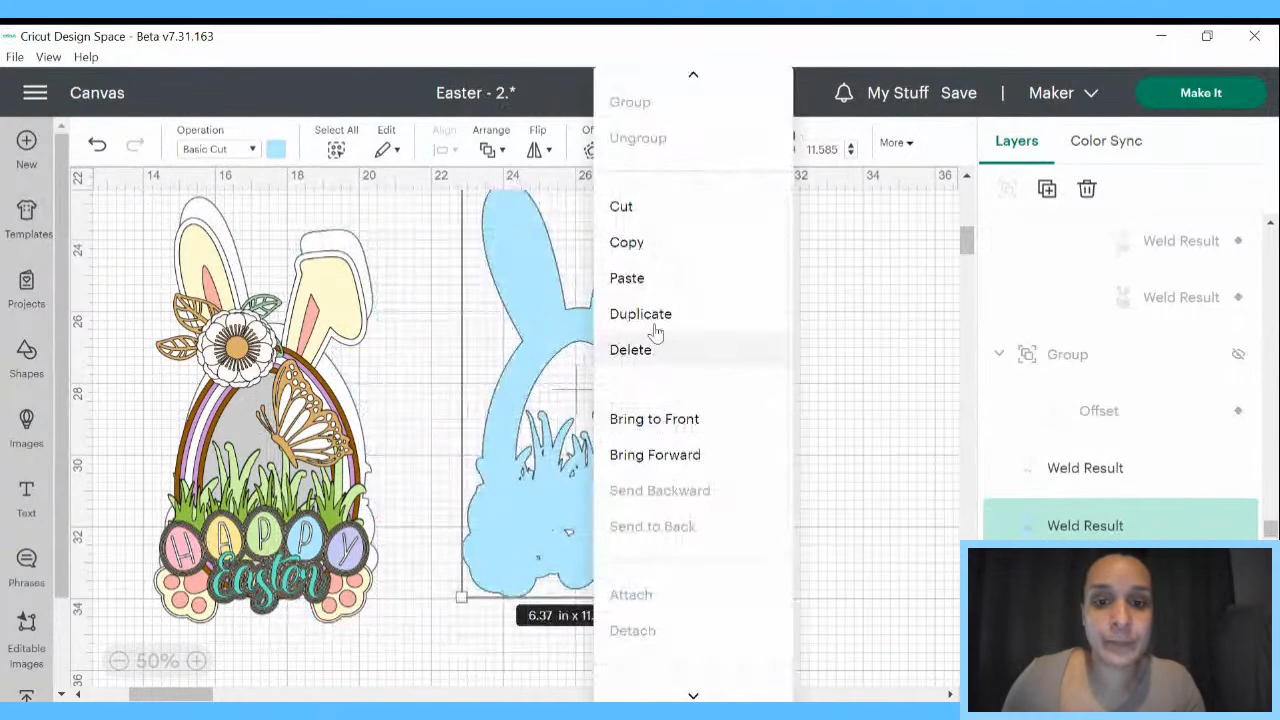 Cricut Design Space - Beta v7.31.163
File View Help
Canvas
Easter - 2.*
My Stuff Save | Maker
Make It
New
Templates
Projects
Shapes
Images
Text
Phrases
Editable
Images
Operation
Basic Cut
Select All
Edit
Align
Arrange
Flip
Of
11.585
More
22 14 16 18 20 22 24 26 32 34 36
24
26
28
30
32
34
36
HAPPY
Easter
6.37 in x 11.
50%
Group
Ungroup
Cut
Copy
Paste
Duplicate
Delete
Bring to Front
Bring Forward
Send Backward
Send to Back
Attach
Detach
Layers Color Sync
Weld Result
Weld Result
Group
Offset
Weld Result
Weld Result